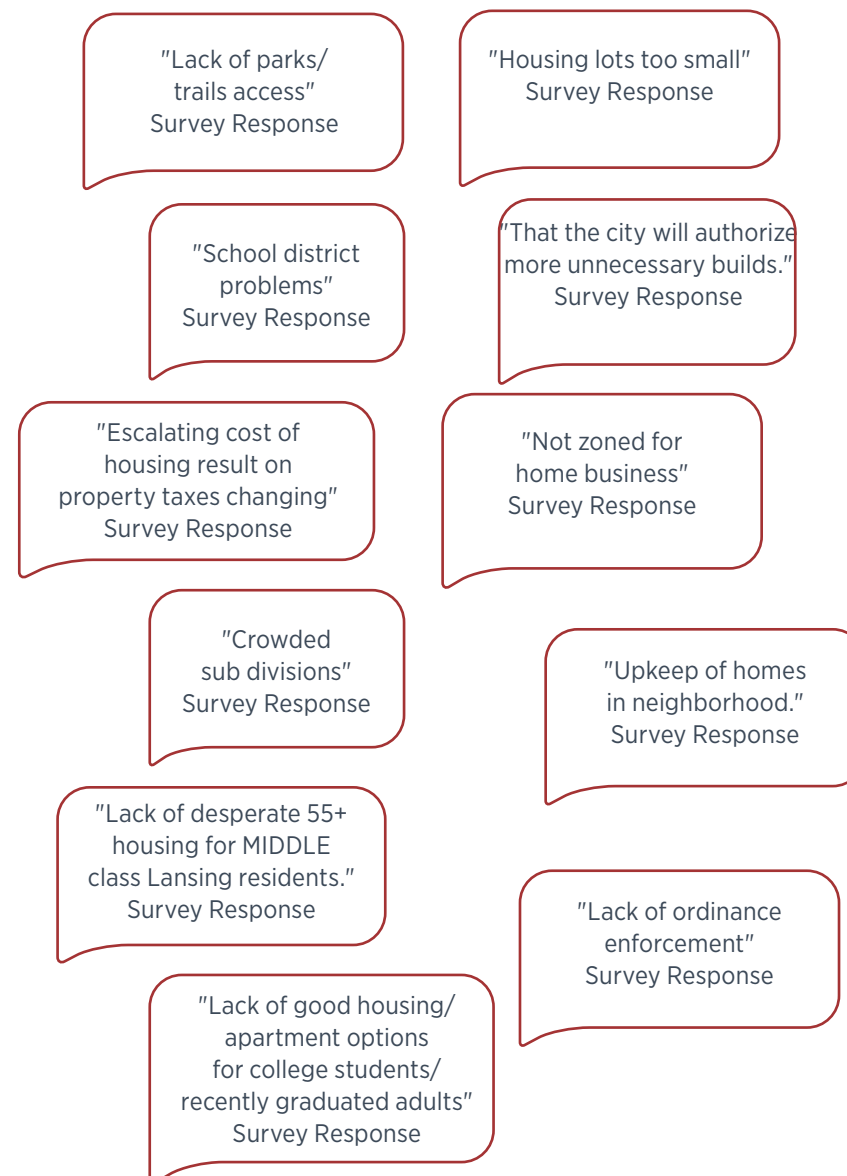 "Lack of parks/
trails access"
Survey Response
"Housing lots too small"
Survey Response
"School district
problems"
Survey Response
"That the city will authorize
more unnecessary builds."
Survey Response
"Escalating cost of
housing result on
property taxes changing"
Survey Response
"Not zoned for
home business"
Survey Response
"Crowded
sub divisions"
Survey Response
"Upkeep of homes
in neighborhood."
Survey Response
"Lack of desperate 55+
housing for MIDDLE
class Lansing residents."
Survey Response
"Lack of ordinance
enforcement"
Survey Response
"Lack of good housing/
apartment options
for college students/
recently graduated adults"
Survey Response